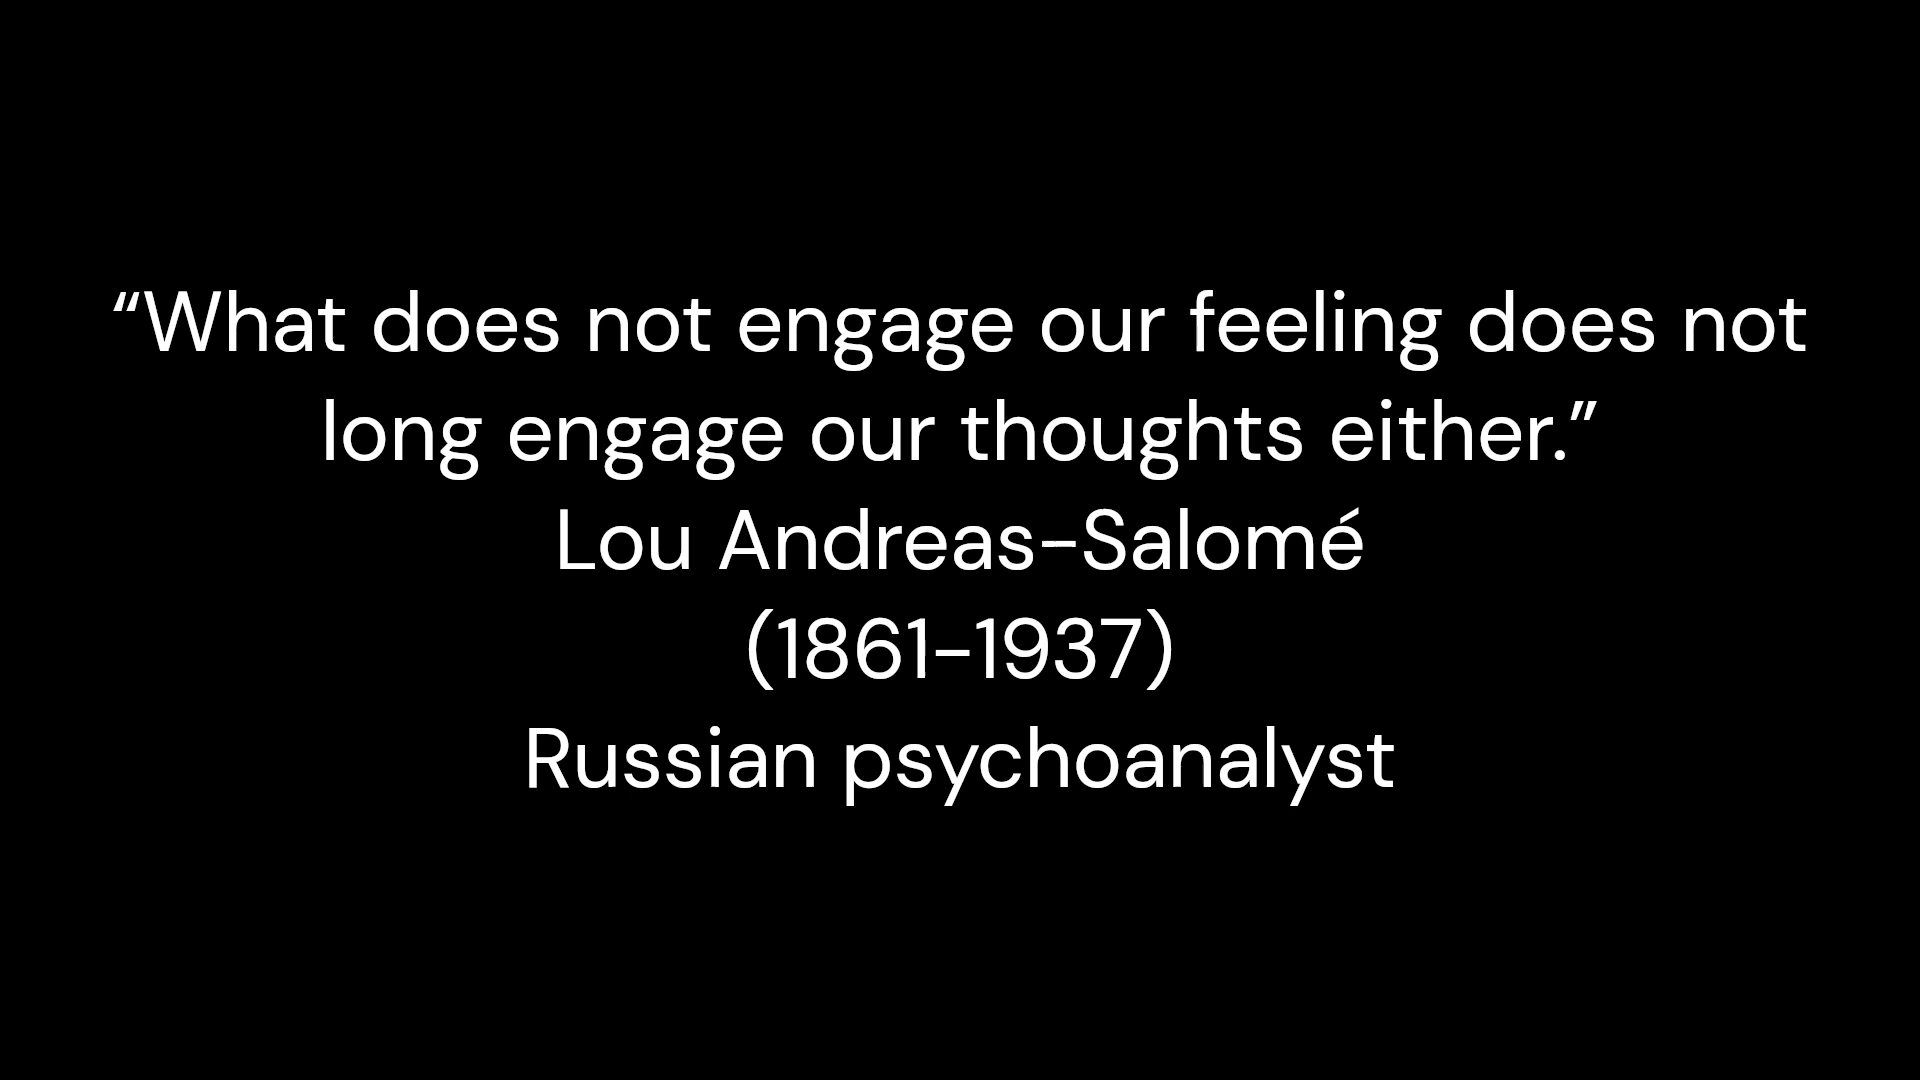 “What does not engage our feeling does not
long engage our thoughts either.”
Lou Andreas-Salomé
(1861-1937)
Russian psychoanalyst